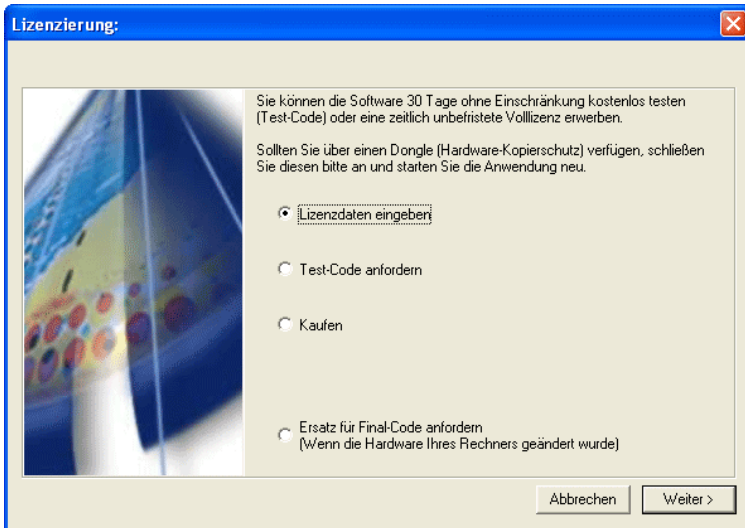 Lizenzierung:
Sie können die Software 30 Tage ohne Einschränkung kostenlos testen
(Test-Code) oder eine zeitlich unbefristete Volllizenz erwerben.
Sollten Sie über einen Dongle (Hardware-Kopierschutz) verfügen, schließen
Sie diesen bitte an und starten Sie die Anwendung neu.
Lizenzdaten eingeben
Test-Code anfordern
Kaufen
Ersatz für Final-Code anfordern
(Wenn die Hardware Ihres Rechners geändert wurde)
Abbrechen
Weiter >